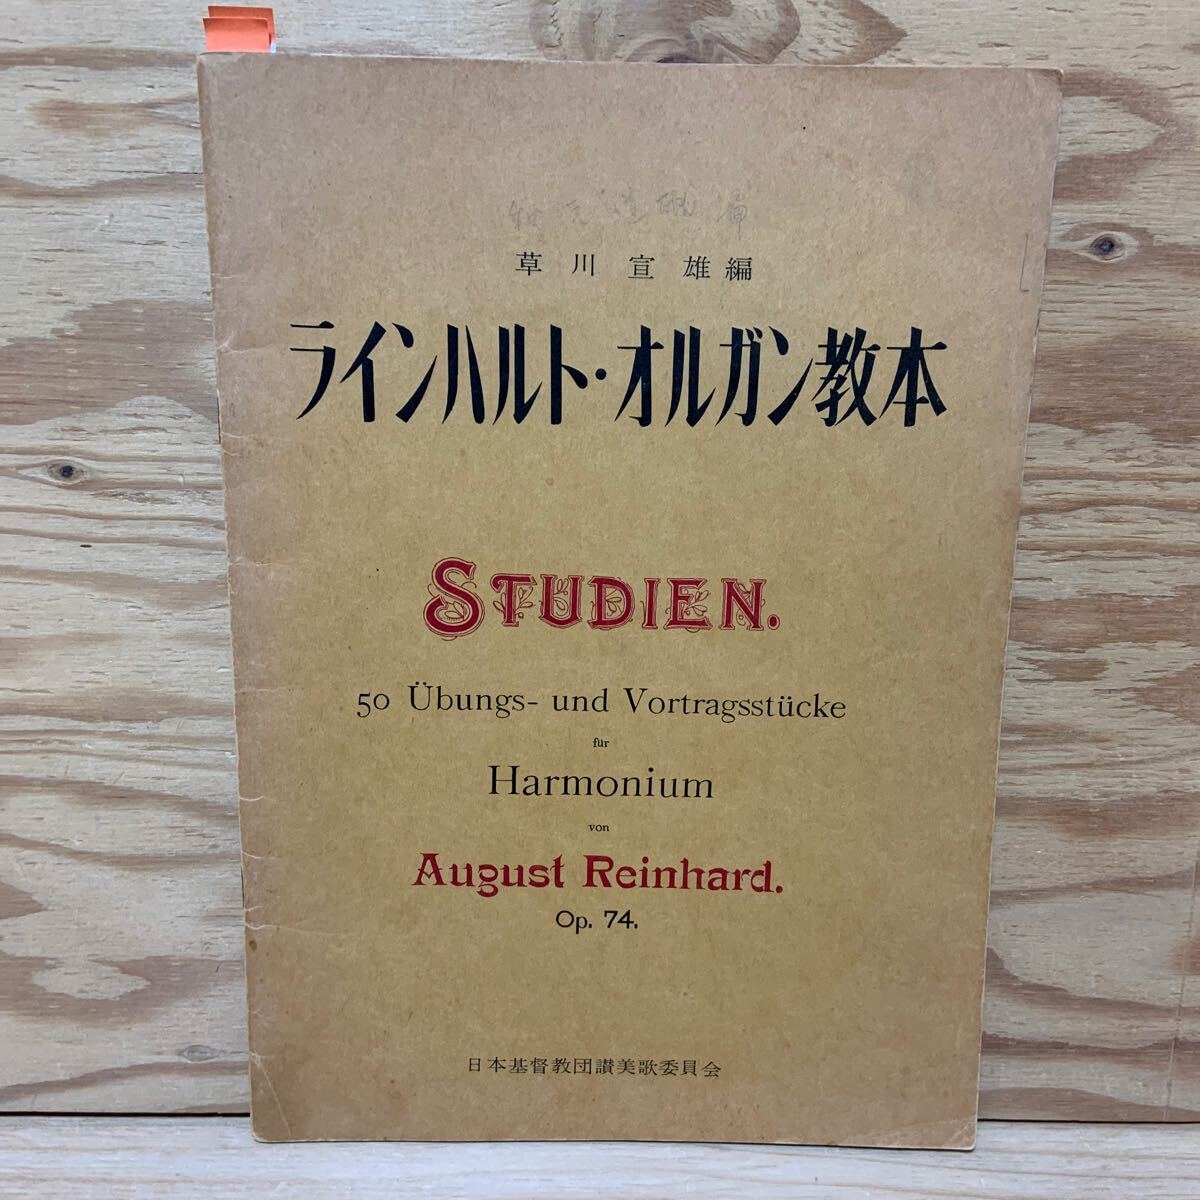 草川宣雄編
ラインハルト・オルガン教本
STUDIEN.
50 Übungs- und Vortragsstücke
für
Harmonium
von
August Reinhard.
Op. 74.
日本基督教団讃美歌委員会